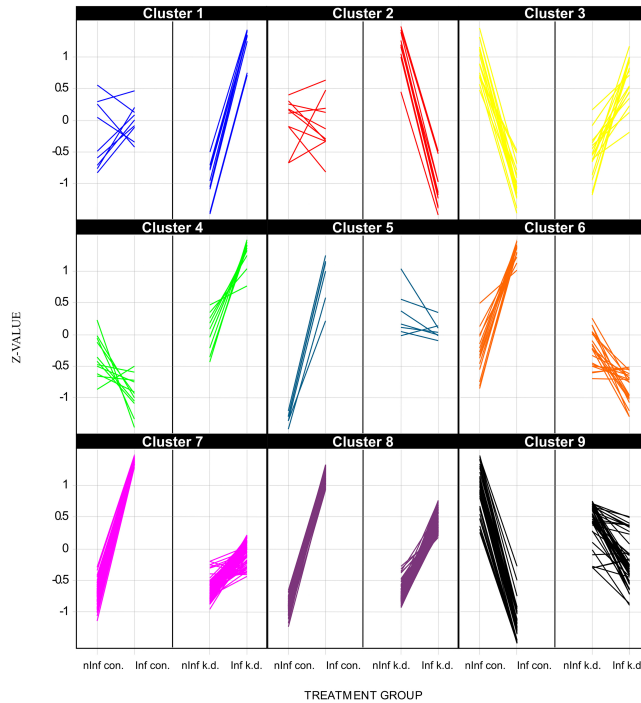 Cluster 1 Cluster 2 Cluster 3
1
0.5
0
-0.5
-1
Cluster 4 Cluster 5 Cluster 6
1
0.5
0
-0.5
-1
Cluster 7 Cluster 8 Cluster 9
1
0.5
0
-0.5
-1
Z-VALUE
nInf con. Inf con. nInf k.d. Inf k.d. nInf con. Inf con. nInf k.d. Inf k.d. nInf con. Inf con. nInf k.d. Inf k.d.
TREATMENT GROUP